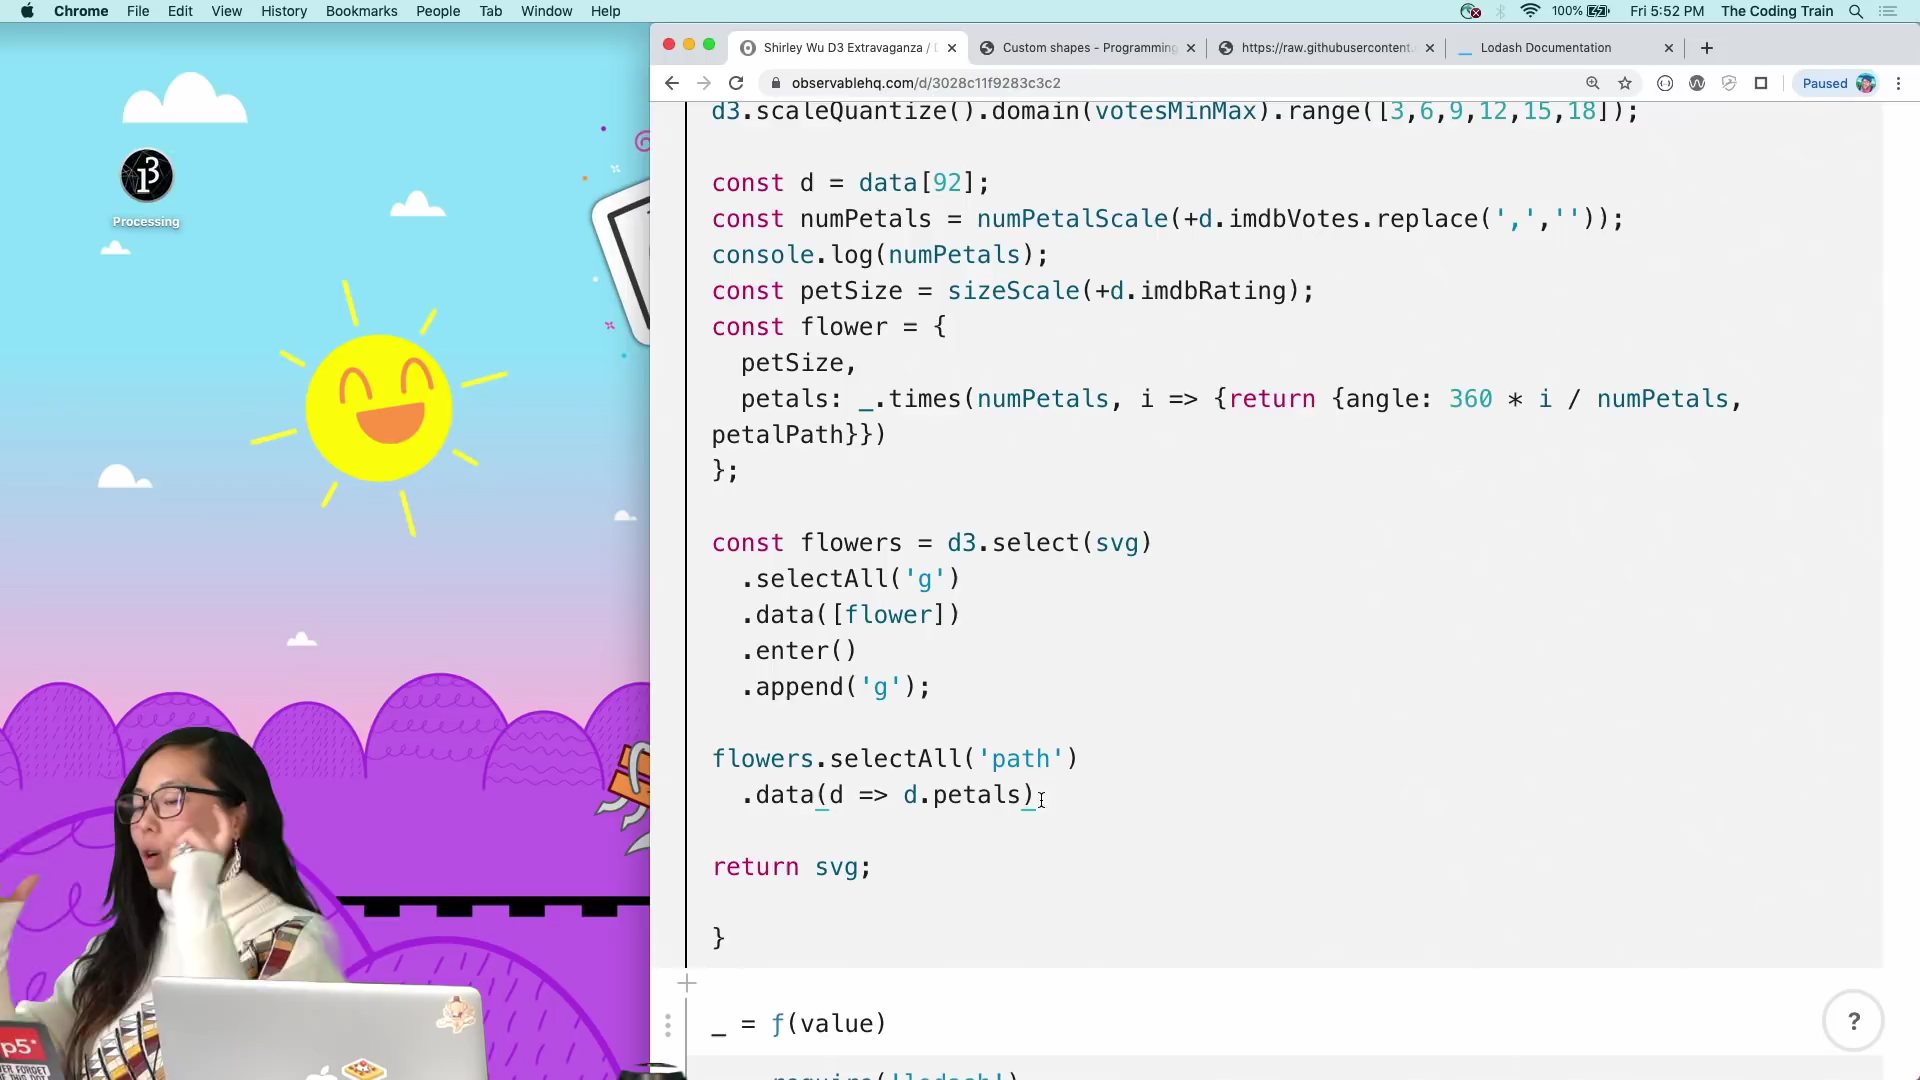 Chrome File Edit View History Bookmarks People Tab Window Help 100% Fri 5:52 PM The Coding Train
Shirley Wu D3 Extravaganza / Custom shapes - Programming https://raw.githubusercontent. Lodash Documentation
observablehq.com/d/3028c11f9283c3c2 Paused
d3.scaleQuantize().domain(votesMinMax).range([3,6,9,12,15,18]);
const d = data[92];
const numPetals = numPetalScale(+d.imdbVotes.replace(',',''));
console.log(numPetals);
const petSize = sizeScale(+d.imdbRating);
const flower = {
petSize,
petals: _.times(numPetals, i => {return {angle: 360 * i / numPetals,
petalPath}})
};
const flowers = d3.select(svg)
.selectAll('g')
.data([flower])
.enter()
.append('g');
flowers.selectAll('path')
.data(d => d.petals)
return svg;
}
_ = ƒ(value)
require('lodash')
?
Processing
p5*